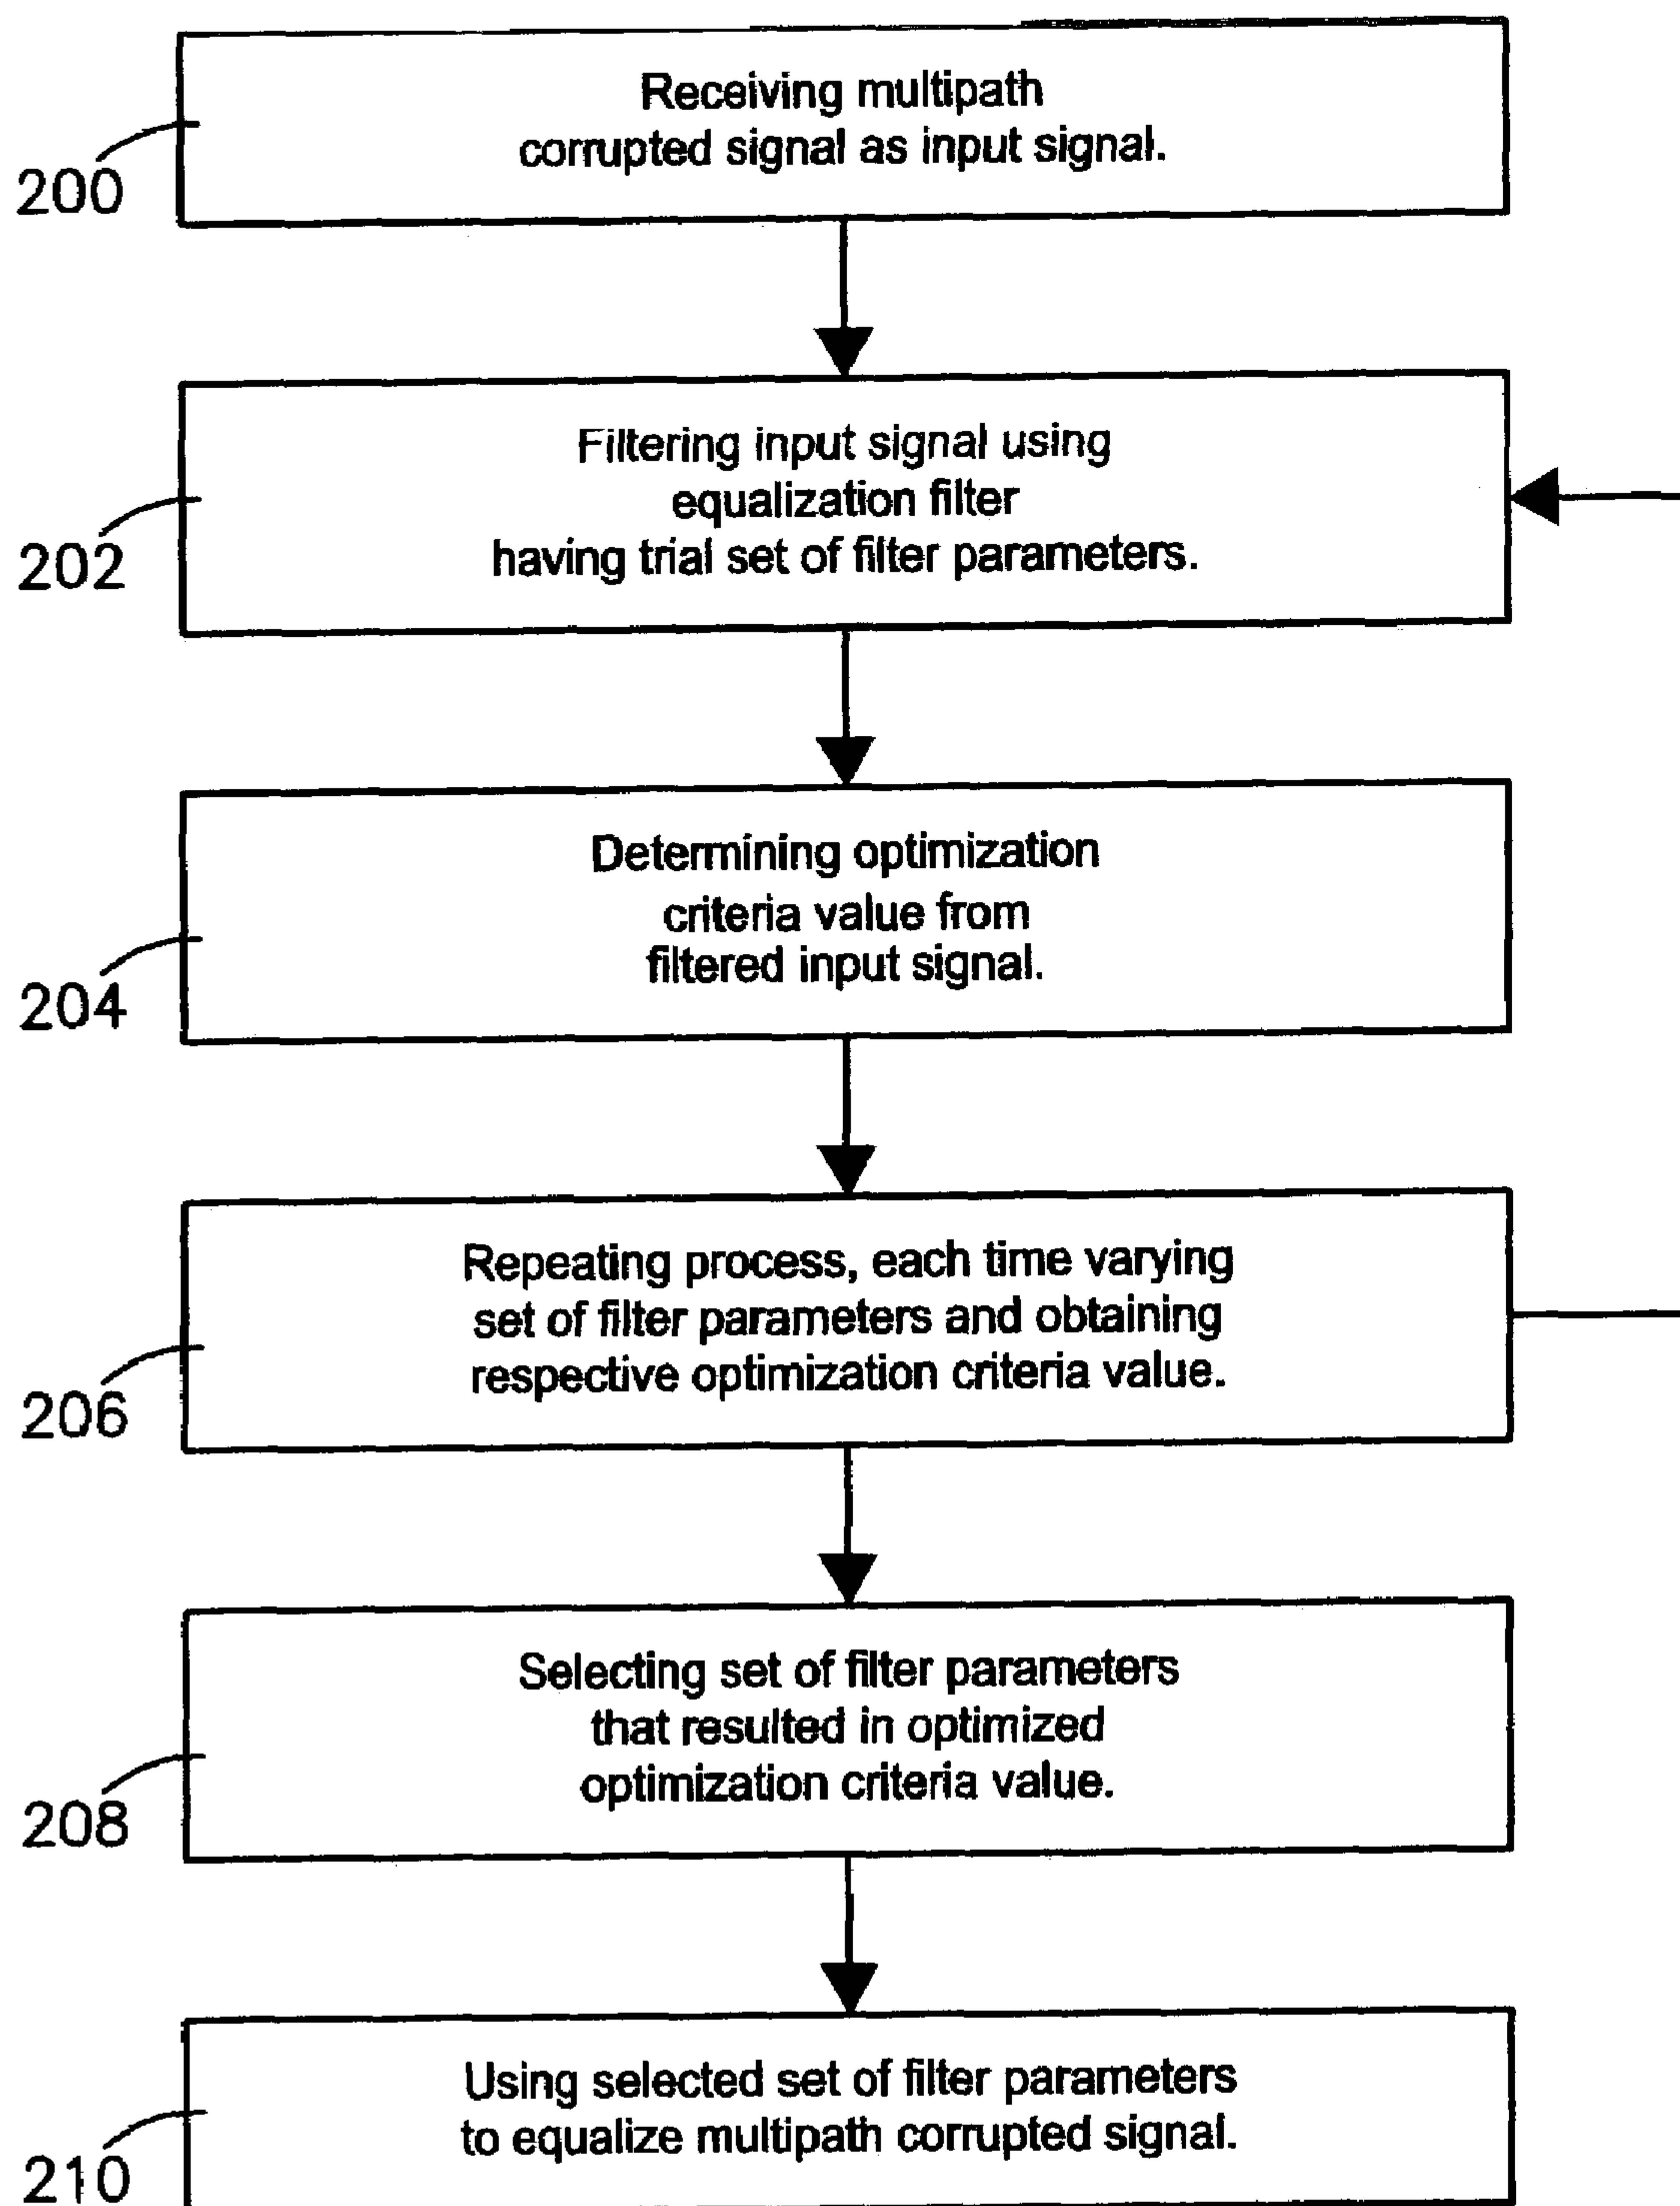 Receiving multipath
corrupted signal as input signal.
200
Filtering input signal using
equalization filter
having trial set of filter parameters.
202
Determining optimization
criteria value from
filtered input signal.
204
Repeating process, each time varying
set of filter parameters and obtaining
respective optimization criteria value.
206
Selecting set of filter parameters
that resulted in optimized
optimization criteria value.
208
Using selected set of filter parameters
to equalize multipath corrupted signal.
210